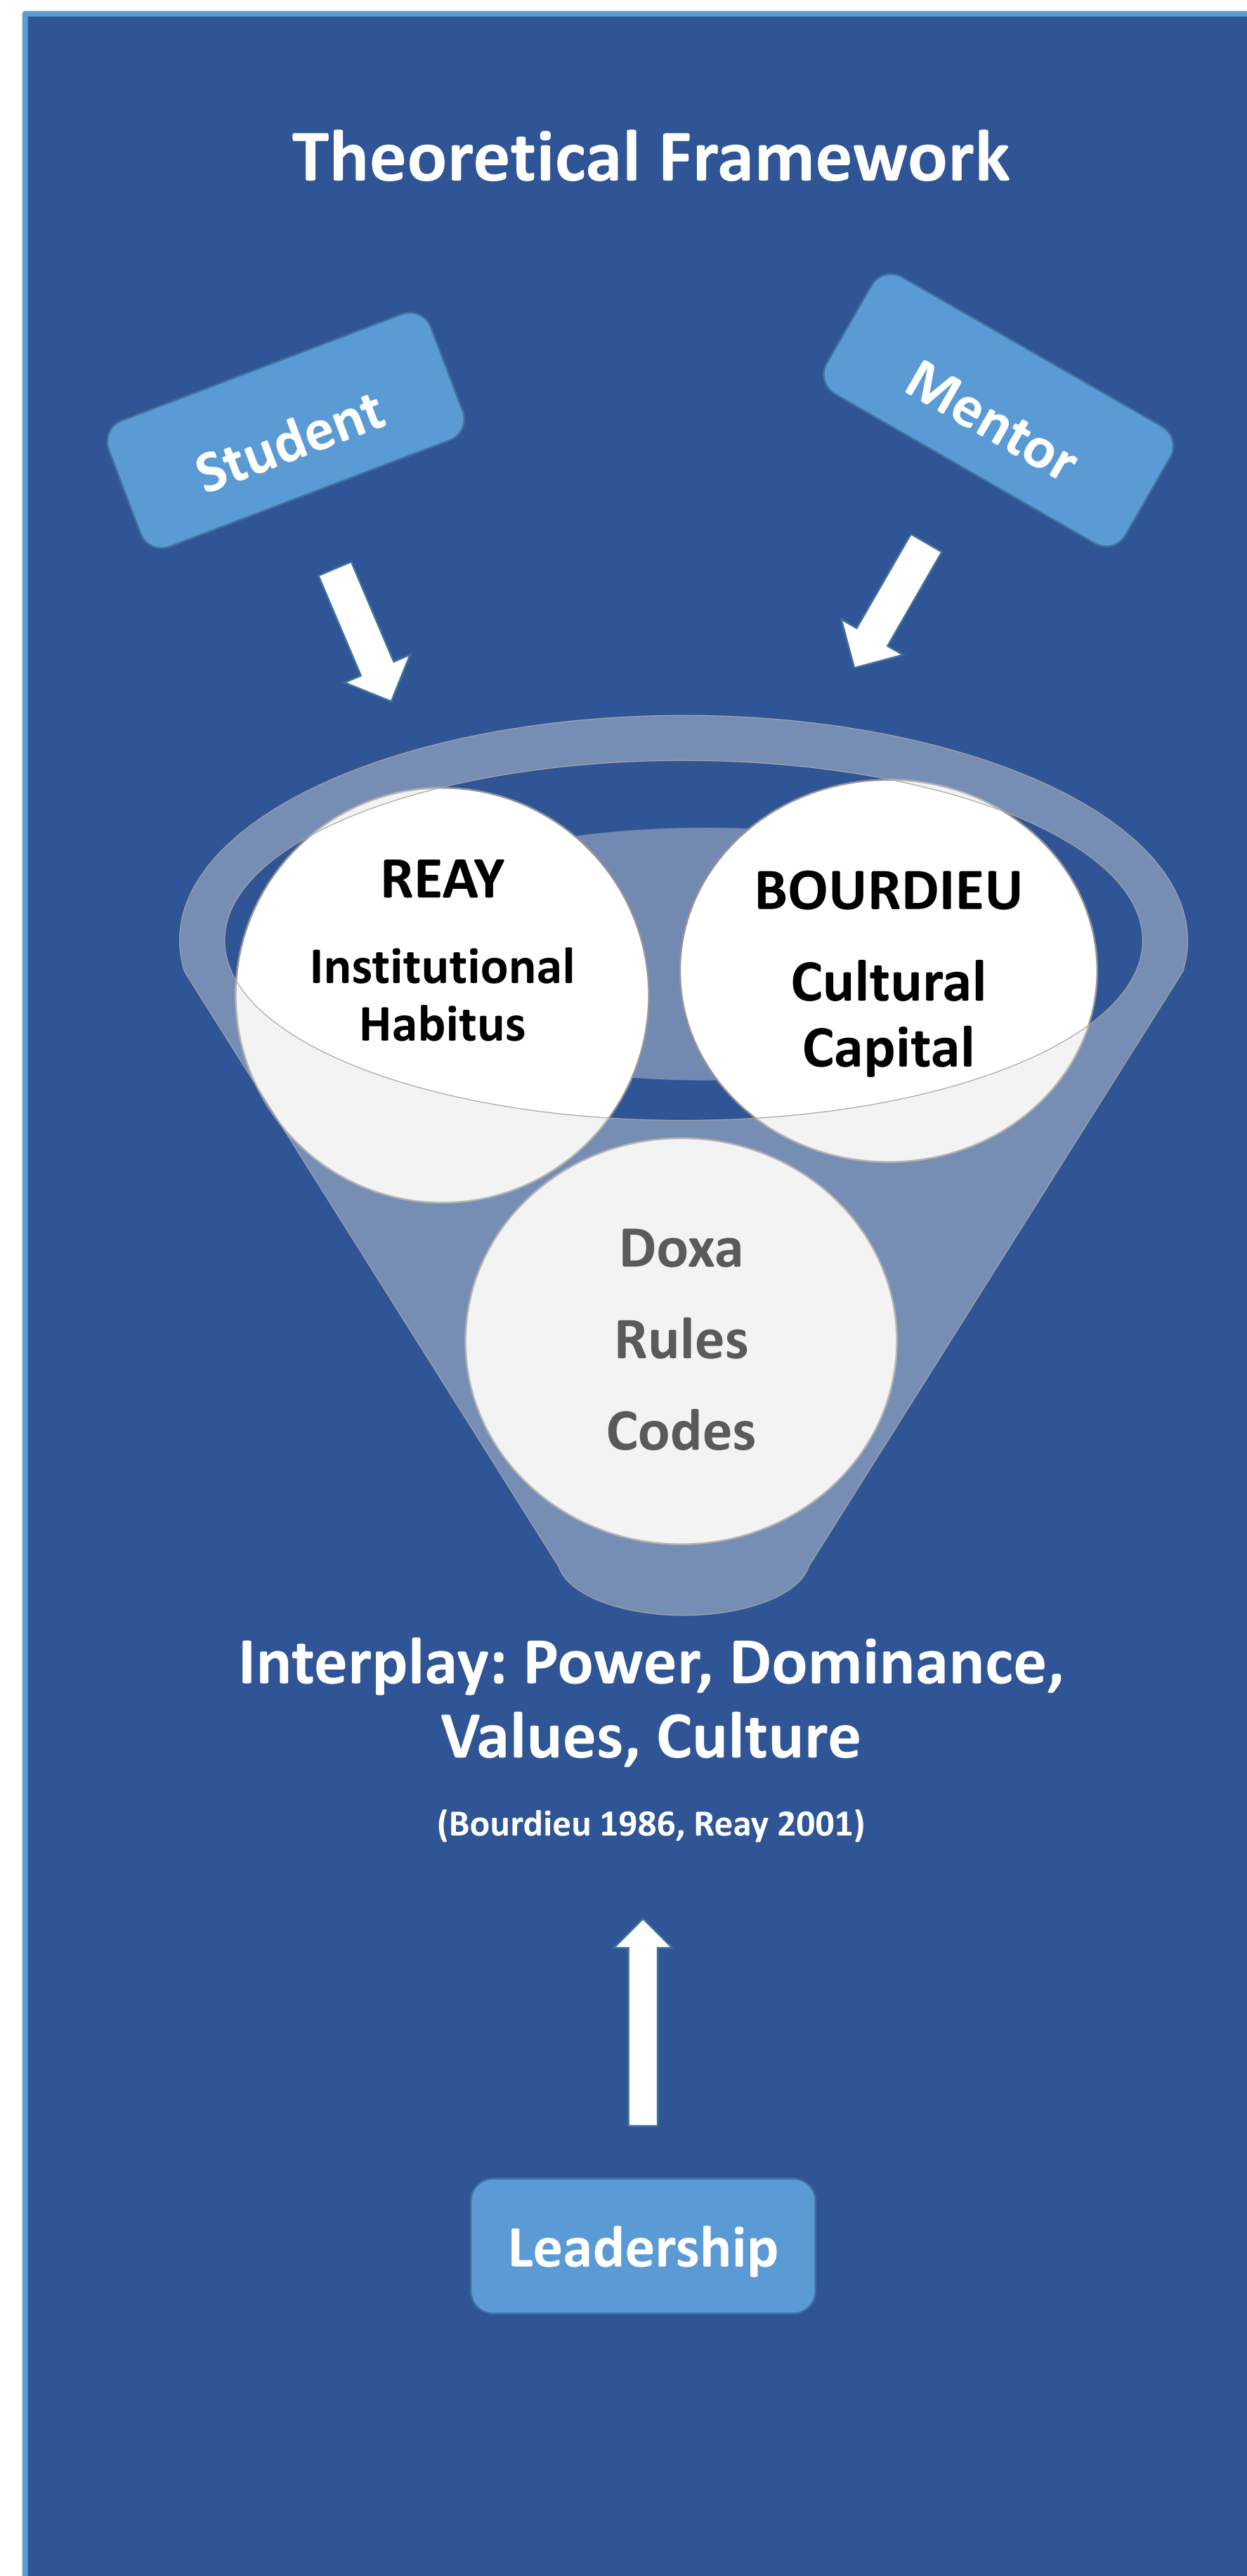 Theoretical Framework
Student
Mentor
REAY
Institutional
Habitus
BOURDIEU
Cultural
Capital
Doxa
Rules
Codes
Interplay: Power, Dominance,
Values, Culture
(Bourdieu 1986, Reay 2001)
Leadership